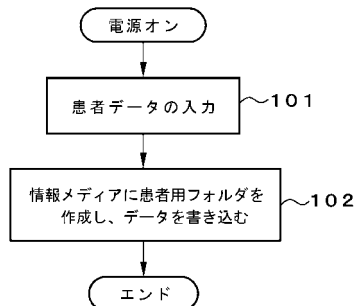 電源オン
患者データの入力
101
情報メディアに患者用フォルダを
作成し、データを書き込む
102
エンド